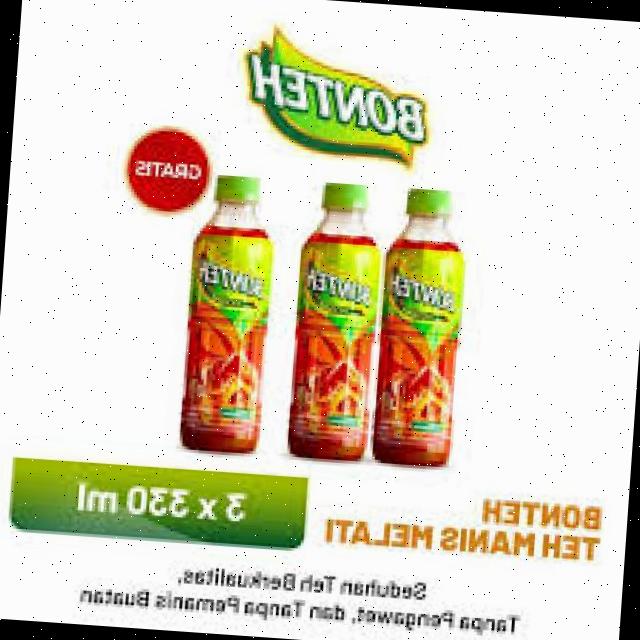 BONTEH
GRATIS
BONTEH
BONTEH
BONTEH
BONTEH
TEH MANIS MELATI
3 x 330 ml
Seduhan Teh Berkualitas,
Tanpa Pengawet, dan Tanpa Pemanis Buatan